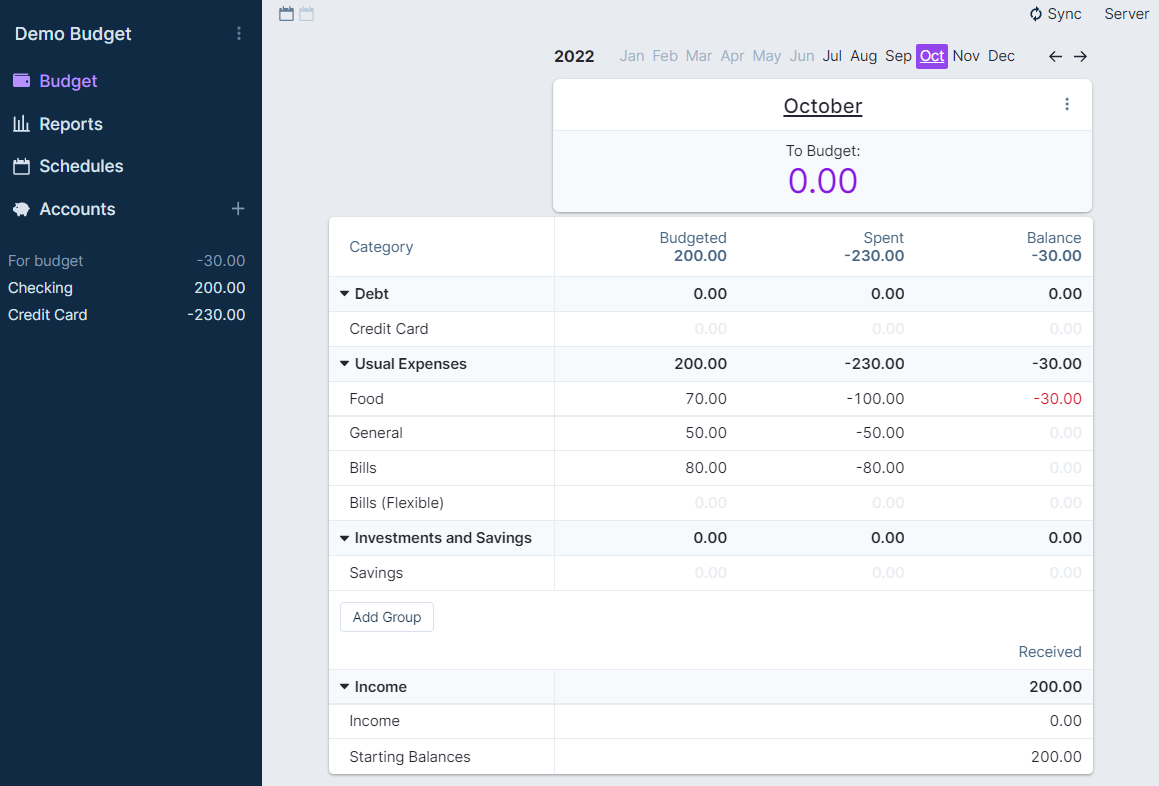 Demo Budget
Budget
Reports
Schedules
Accounts
For budget -30.00
Checking 200.00
Credit Card -230.00
Sync Server
2022 Jan Feb Mar Apr May Jun Jul Aug Sep Oct Nov Dec
October
To Budget:
0.00
Category Budgeted 200.00 Spent -230.00 Balance -30.00
Debt 0.00 0.00 0.00
Credit Card 0.00 0.00 0.00
Usual Expenses 200.00 -230.00 -30.00
Food 70.00 -100.00 -30.00
General 50.00 -50.00 0.00
Bills 80.00 -80.00 0.00
Bills (Flexible) 0.00 0.00 0.00
Investments and Savings 0.00 0.00 0.00
Savings 0.00 0.00 0.00
Add Group
Received
Income 200.00
Income 0.00
Starting Balances 200.00